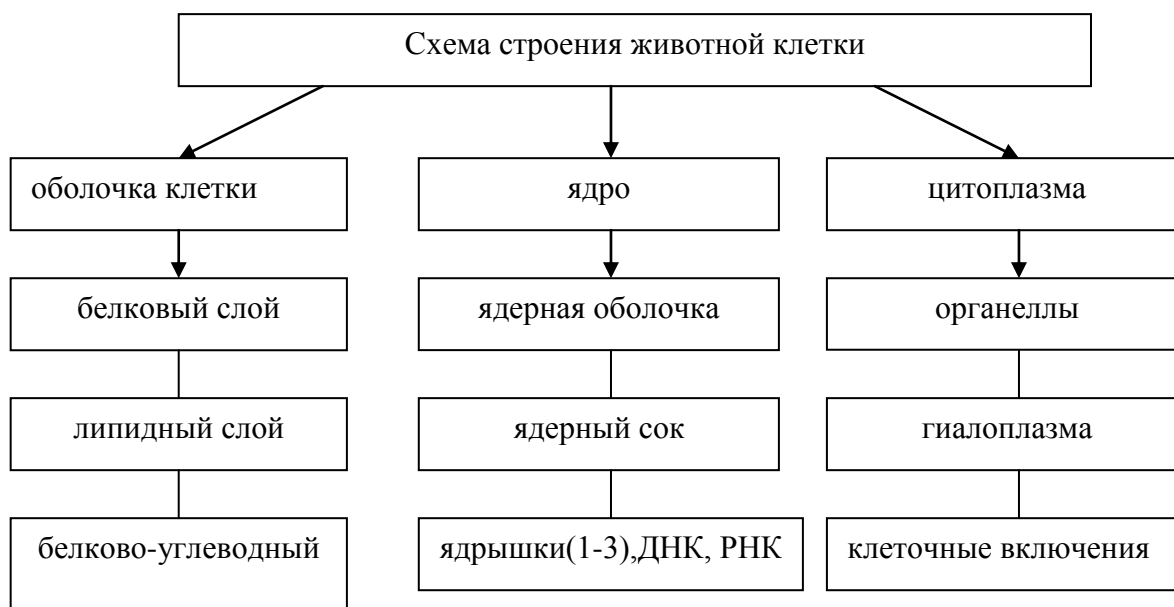 Схема строения животной клетки
оболочка клетки
ядро
цитоплазма
белковый слой
ядерная оболочка
органеллы
липидный слой
ядерный сок
гиалоплазма
белково-углеводный
ядрышки(1-3),ДНК, РНК
клеточные включения